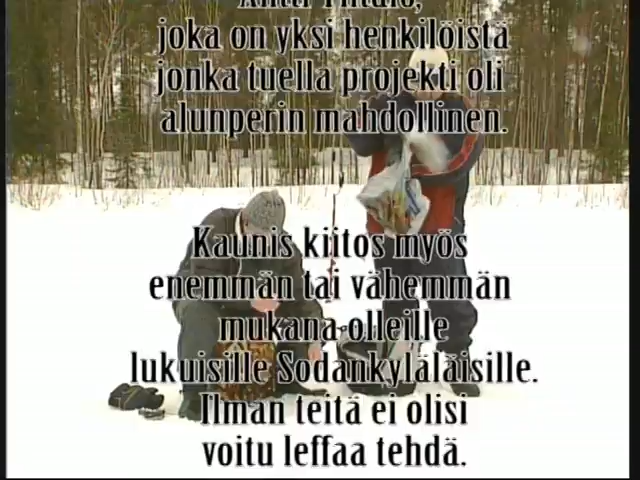 joka on yksi henkilöistä
jonka tuella projekti oli
alunperin mahdollinen.
Kaunis kiitos myös
enemmän tai vähemmän
mukana olleille
lukuisille Sodankyläläisille.
Ilman teitä ei olisi
voitu leffaa tehdä.